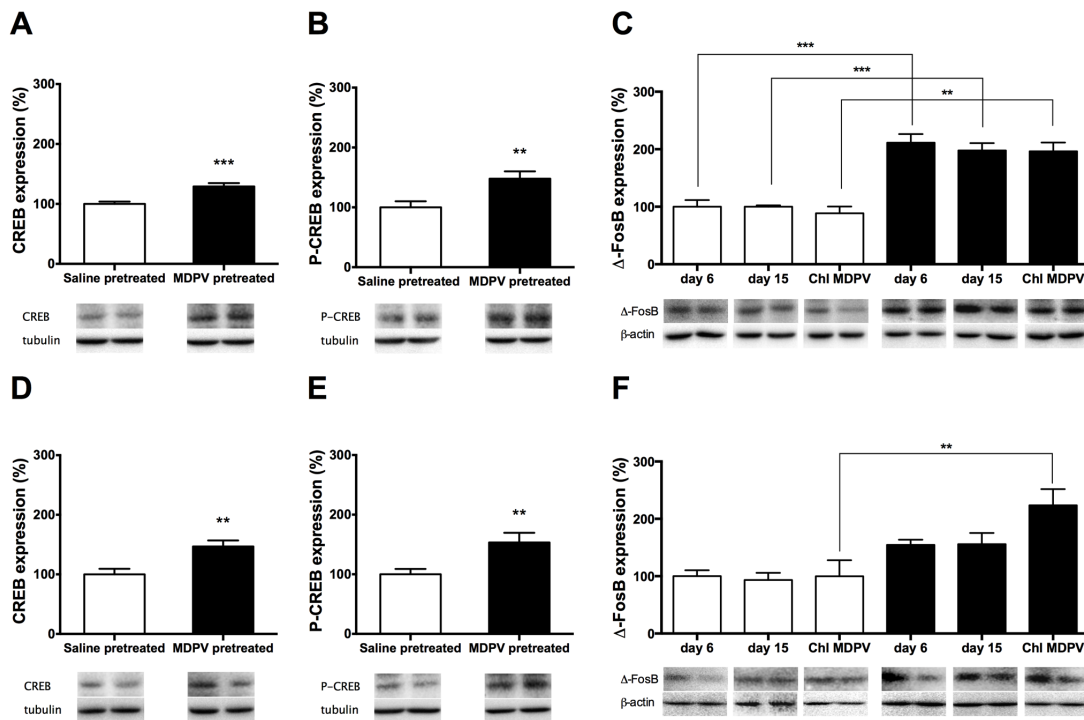 A
CREB expression (%)
300
200
100
0
***
Saline pretreated MDPV pretreated
CREB
tubulin
B
P-CREB expression (%)
300
200
100
0
**
Saline pretreated MDPV pretreated
P-CREB
tubulin
C
Δ-FosB expression (%)
300
200
100
0
***
***
**
day 6 day 15 Chl MDPV day 6 day 15 Chl MDPV
Δ-FosB
β-actin
D
CREB expression (%)
300
200
100
0
**
Saline pretreated MDPV pretreated
CREB
tubulin
E
P-CREB expression (%)
300
200
100
0
**
Saline pretreated MDPV pretreated
P-CREB
tubulin
F
Δ-FosB expression (%)
300
200
100
0
**
day 6 day 15 Chl MDPV day 6 day 15 Chl MDPV
Δ-FosB
β-actin